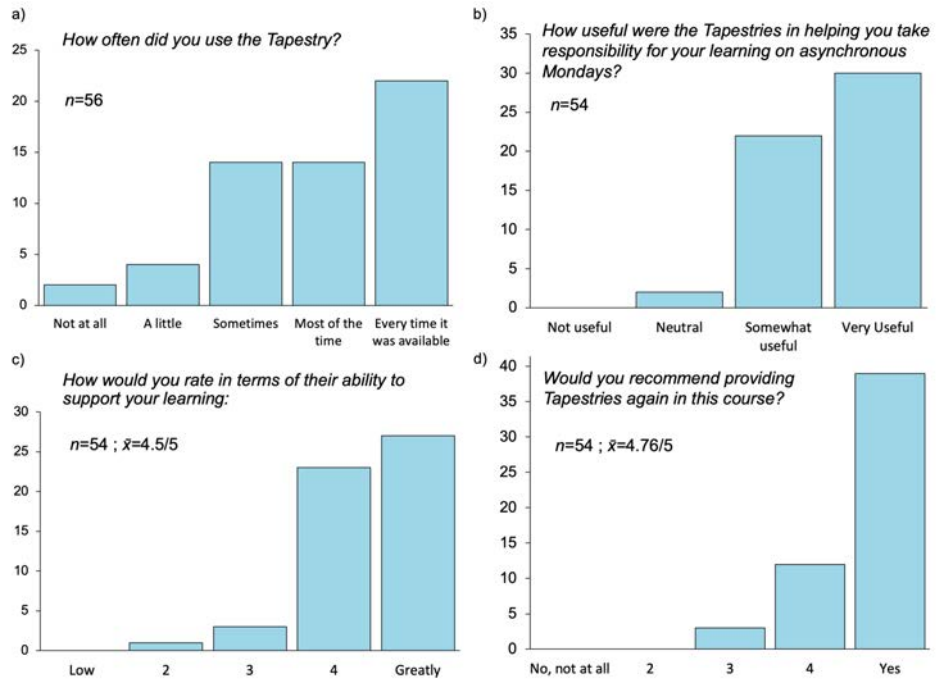 a)
How often did you use the Tapestry?
25
n=56
20
15
10
5
0
Not at all
A little
Sometimes
Most of the
time
Every time it
was available
b)
How useful were the Tapestries in helping you take
responsibility for your learning on asynchronous
Mondays?
35
n=54
30
25
20
15
10
5
0
Not useful
Neutral
Somewhat
useful
Very Useful
c)
How would you rate in terms of their ability to
support your learning:
30
n=54 ; x̄=4.5/5
25
20
15
10
5
0
Low
2
3
4
Greatly
d)
Would you recommend providing
Tapestries again in this course?
40
n=54 ; x̄=4.76/5
35
30
25
20
15
10
5
0
No, not at all
2
3
4
Yes